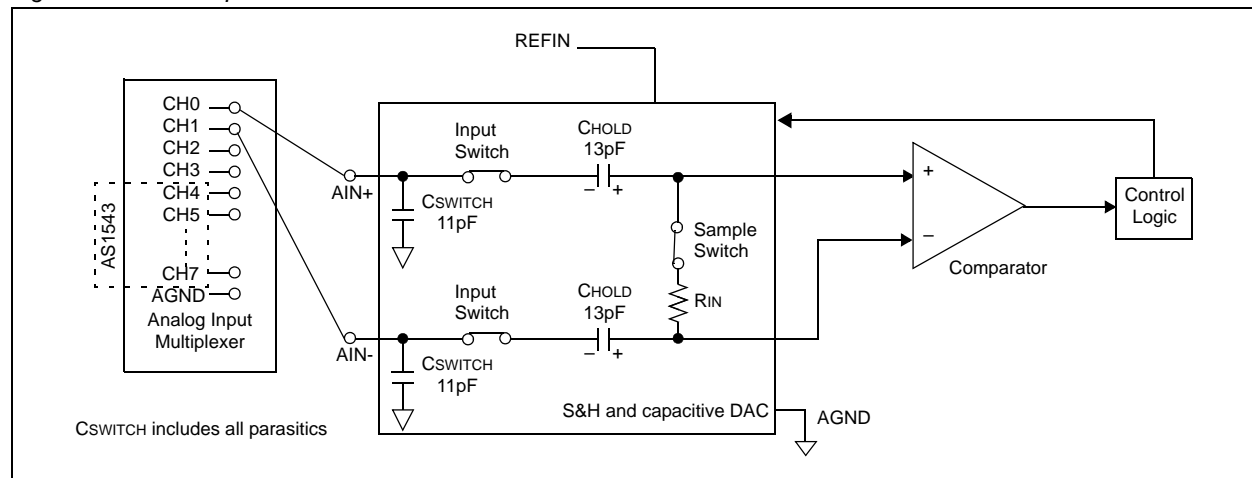 REFIN
CH0
CH1
CH2
CH3
CH4
CH5
CH7
AGND
AS1543
Analog Input
Multiplexer
AIN+
AIN-
Input
Switch
CHOLD
13pF
− +
CSWITCH
11pF
Sample
Switch
RIN
Input
Switch
CHOLD
13pF
− +
CSWITCH
11pF
S&H and capacitive DAC
AGND
+
−
Comparator
Control
Logic
CSWITCH includes all parasitics